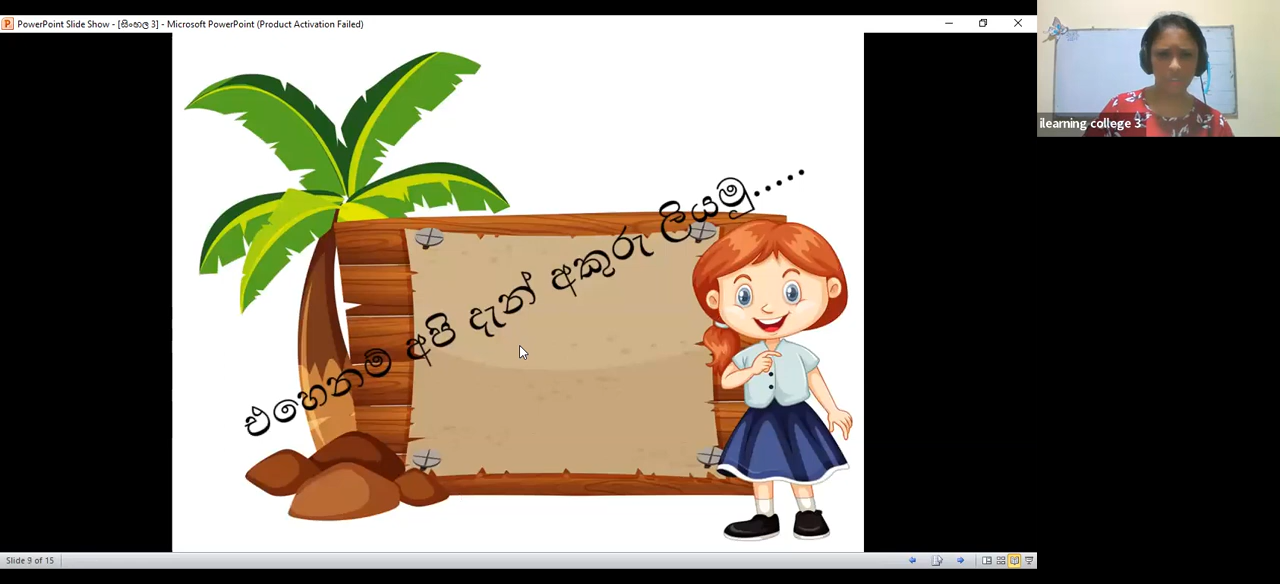 PowerPoint Slide Show - [සිංහල 3] - Microsoft PowerPoint (Product Activation Failed)
ilearning college 3
එහෙනම් අපි දැන් අකුරු ලියමු.....
Slide 9 of 15